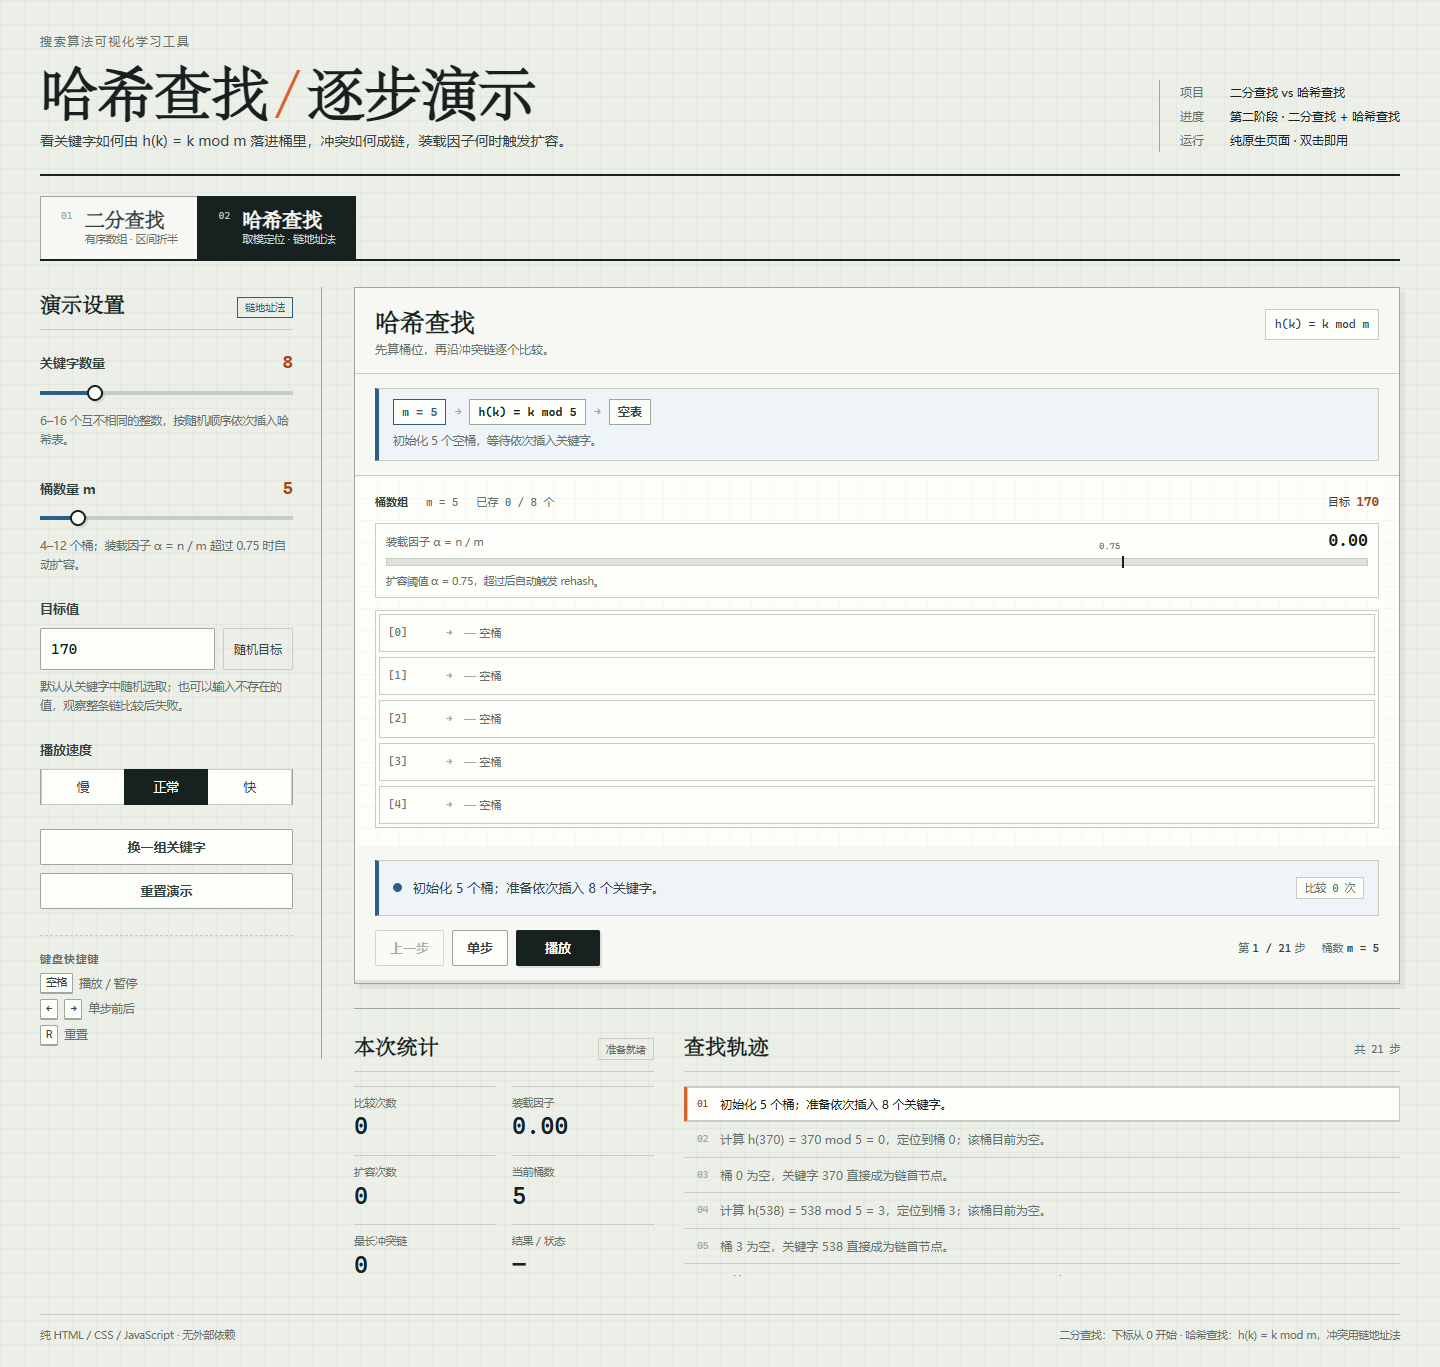 搜索算法可视化学习工具
哈希查找/逐步演示
看关键字如何由 h(k) = k mod m 落进桶里，冲突如何成链，装载因子何时触发扩容。
项目 二分查找 vs 哈希查找
进度 第二阶段 · 二分查找 + 哈希查找
运行 纯原生页面 · 双击即用
01 二分查找
有序数组 · 区间折半
02 哈希查找
取模定位 · 链地址法
演示设置 链地址法
关键字数量 8
6–16 个互不相同的整数，按随机顺序依次插入哈
希表。
桶数量 m 5
4–12 个桶；装载因子 α = n / m 超过 0.75 时自
动扩容。
目标值
170 随机目标
默认从关键字中随机选取；也可以输入不存在的
值，观察整条链比较后失败。
播放速度
慢 正常 快
换一组关键字
重置演示
键盘快捷键
空格 播放 / 暂停
← → 单步前后
R 重置
哈希查找
先算桶位，再沿冲突链逐个比较。
h(k) = k mod m
m = 5 → h(k) = k mod 5 → 空表
初始化 5 个空桶，等待依次插入关键字。
桶数组 m = 5 已存 0 / 8 个 目标 170
装载因子 α = n / m 0.75 0.00
扩容阈值 α = 0.75，超过后自动触发 rehash。
[0] → — 空桶
[1] → — 空桶
[2] → — 空桶
[3] → — 空桶
[4] → — 空桶
初始化 5 个桶；准备依次插入 8 个关键字。 比较 0 次
上一步 单步 播放 第 1 / 21 步 桶数 m = 5
本次统计 准备就绪
比较次数 装载因子
0 0.00
扩容次数 当前桶数
0 5
最长冲突链 结果 / 状态
0 —
查找轨迹 共 21 步
01 初始化 5 个桶；准备依次插入 8 个关键字。
02 计算 h(370) = 370 mod 5 = 0，定位到桶 0；该桶目前为空。
03 桶 0 为空，关键字 370 直接成为链首节点。
04 计算 h(538) = 538 mod 5 = 3，定位到桶 3；该桶目前为空。
05 桶 3 为空，关键字 538 直接成为链首节点。
纯 HTML / CSS / JavaScript · 无外部依赖
二分查找：下标从 0 开始 · 哈希查找：h(k) = k mod m，冲突用链地址法